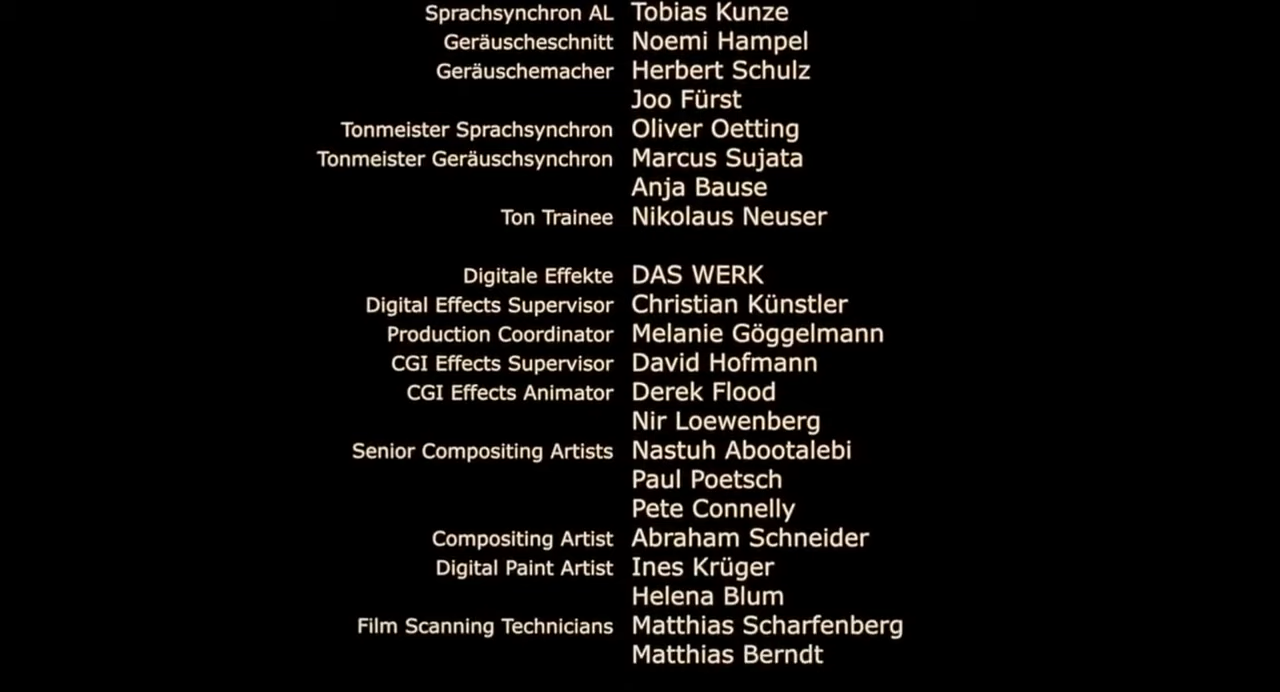 Sprachsynchron AL Tobias Kunze
Geräuscheschnitt Noemi Hampel
Geräuschemacher Herbert Schulz
Joo Fürst
Tonmeister Sprachsynchron Oliver Oetting
Tonmeister Geräuschsynchron Marcus Sujata
Anja Bause
Ton Trainee Nikolaus Neuser
Digitale Effekte DAS WERK
Digital Effects Supervisor Christian Künstler
Production Coordinator Melanie Göggelmann
CGI Effects Supervisor David Hofmann
CGI Effects Animator Derek Flood
Nir Loewenberg
Senior Compositing Artists Nastuh Abootalebi
Paul Poetsch
Pete Connelly
Compositing Artist Abraham Schneider
Digital Paint Artist Ines Krüger
Helena Blum
Film Scanning Technicians Matthias Scharfenberg
Matthias Berndt